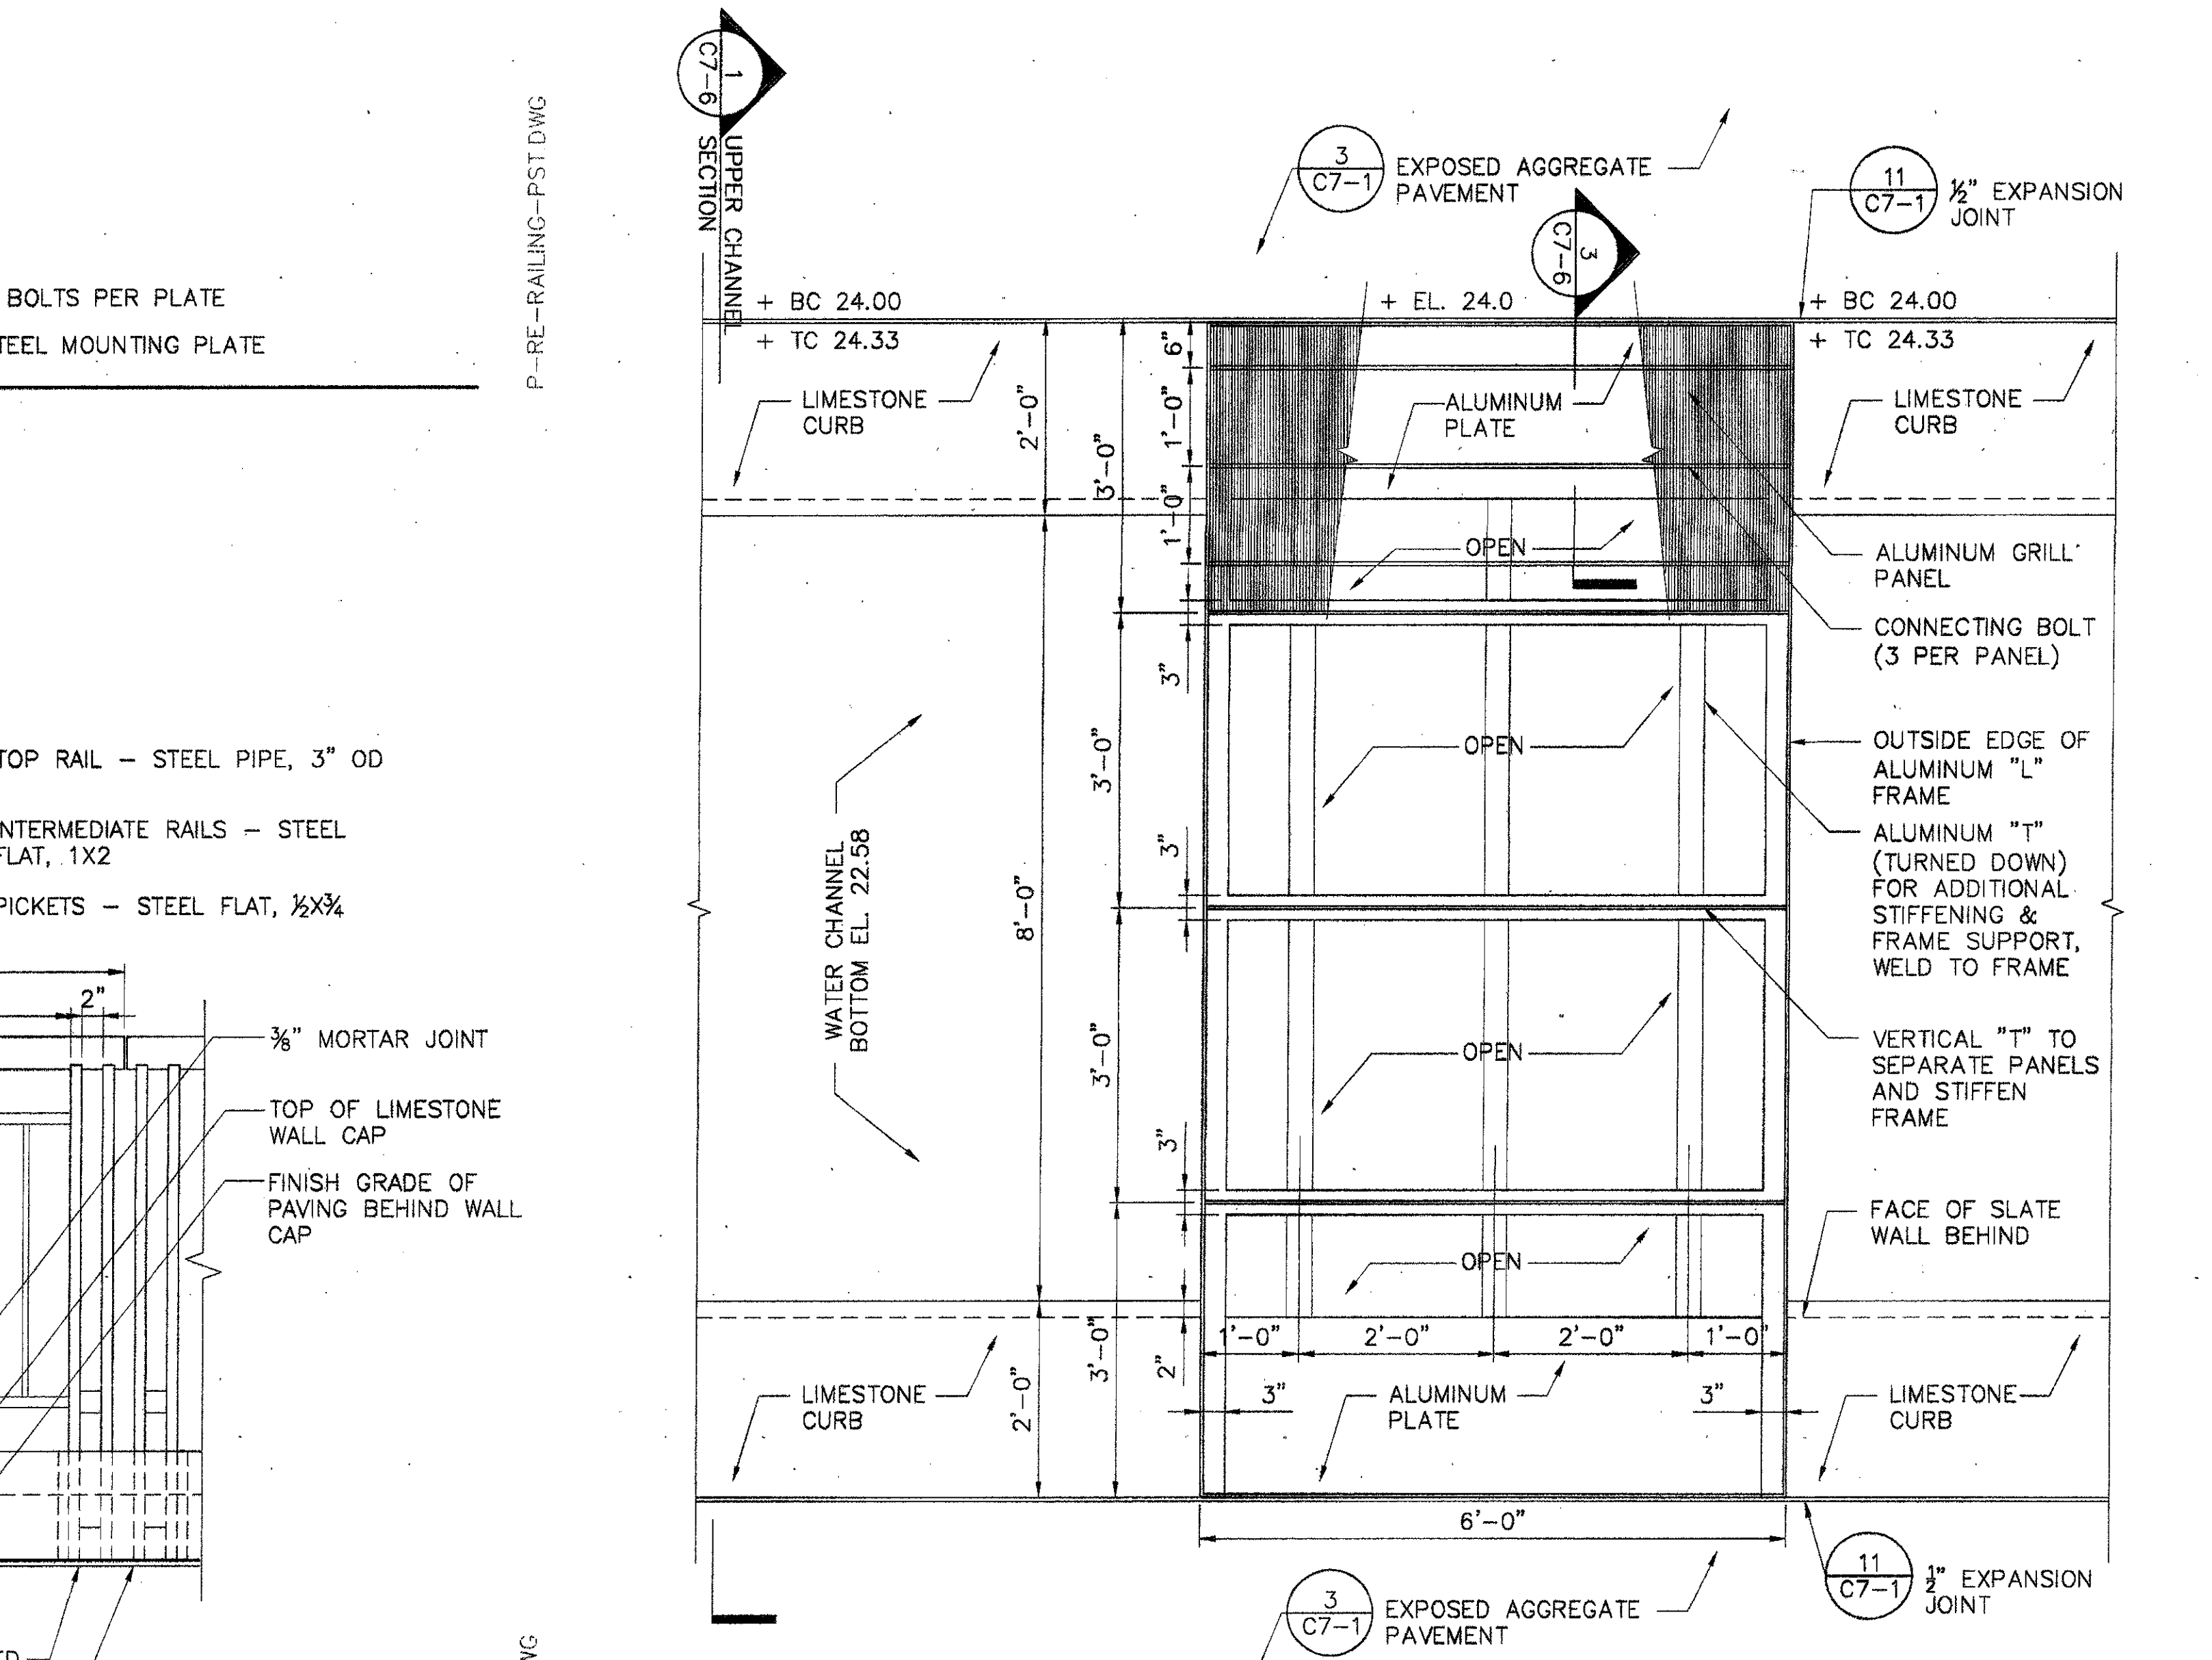 BOLTS PER PLATE
TEEL MOUNTING PLATE
P-RE-RAILING-PST.DWG
TOP RAIL – STEEL PIPE, 3" OD
NTERMEDIATE RAILS – STEEL
FLAT, 1X2
PICKETS – STEEL FLAT, ½X¾
2"
⅜" MORTAR JOINT
TOP OF LIMESTONE
WALL CAP
FINISH GRADE OF
PAVING BEHIND WALL
CAP
1
C7-6
UPPER CHANNEL
SECTION
3
C7-1
EXPOSED AGGREGATE
PAVEMENT
3
C7-6
11
C7-1
½" EXPANSION
JOINT
+ BC 24.00
+ TC 24.33
+ EL. 24.0
+ BC 24.00
+ TC 24.33
LIMESTONE
CURB
2'-0"
3'-0"
6"
1'-0"
1'-0"
ALUMINUM
PLATE
LIMESTONE
CURB
OPEN
ALUMINUM GRILL
PANEL
CONNECTING BOLT
(3 PER PANEL)
3"
3'-0"
OPEN
OUTSIDE EDGE OF
ALUMINUM "L"
FRAME
ALUMINUM "T"
(TURNED DOWN)
FOR ADDITIONAL
STIFFENING &
FRAME SUPPORT,
WELD TO FRAME
3"
8'-0"
WATER CHANNEL
BOTTOM EL. 22.58
3'-0"
OPEN
VERTICAL "T" TO
SEPARATE PANELS
AND STIFFEN
FRAME
3"
FACE OF SLATE
WALL BEHIND
OPEN
1'-0"
2'-0"
2'-0"
1'-0"
2"
3'-0"
2'-0"
LIMESTONE
CURB
3"
ALUMINUM
PLATE
3"
LIMESTONE
CURB
6'-0"
11
C7-1
½" EXPANSION
JOINT
3
C7-1
EXPOSED AGGREGATE
PAVEMENT